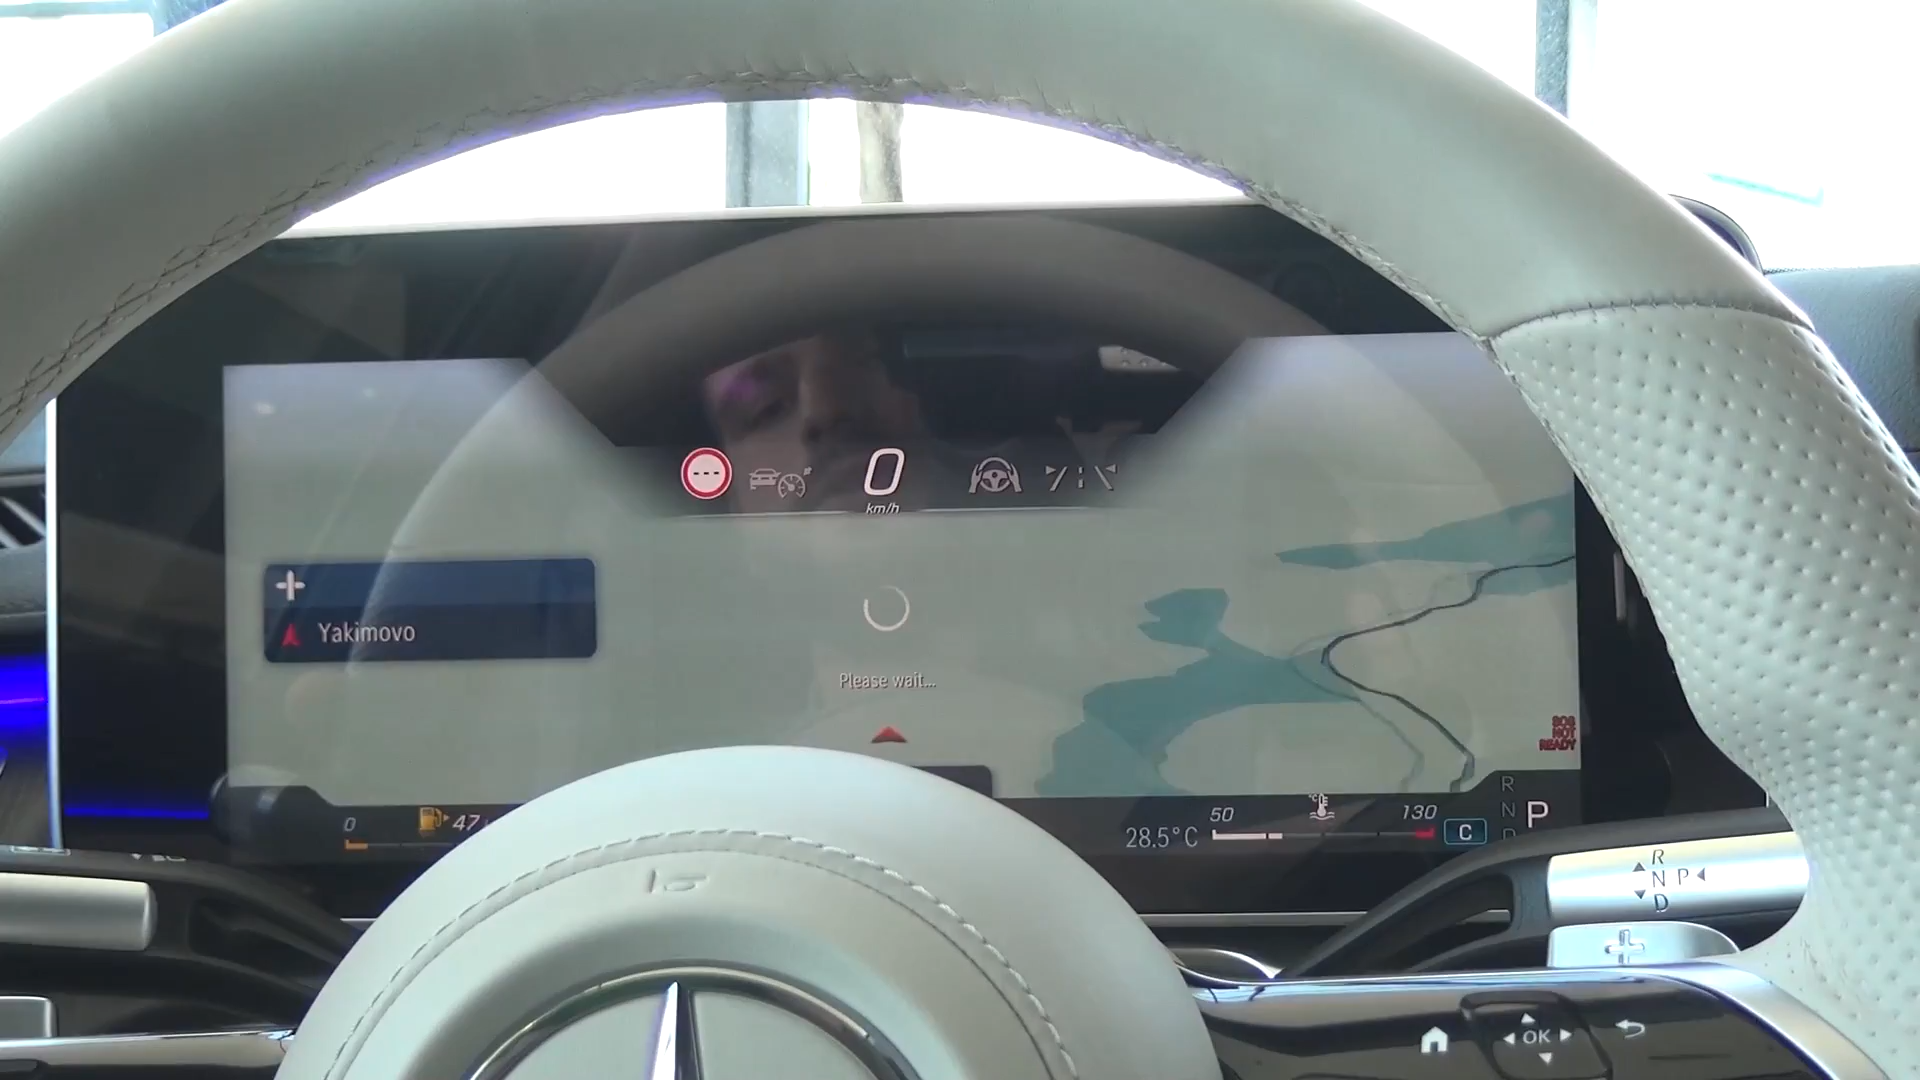 ---
0
km/h
Yakimovo
Please wait...
SOS
NOT
READY
0
47
28.5°C
50
°C
130
C
R
N
D
P
R
N P
D
OK